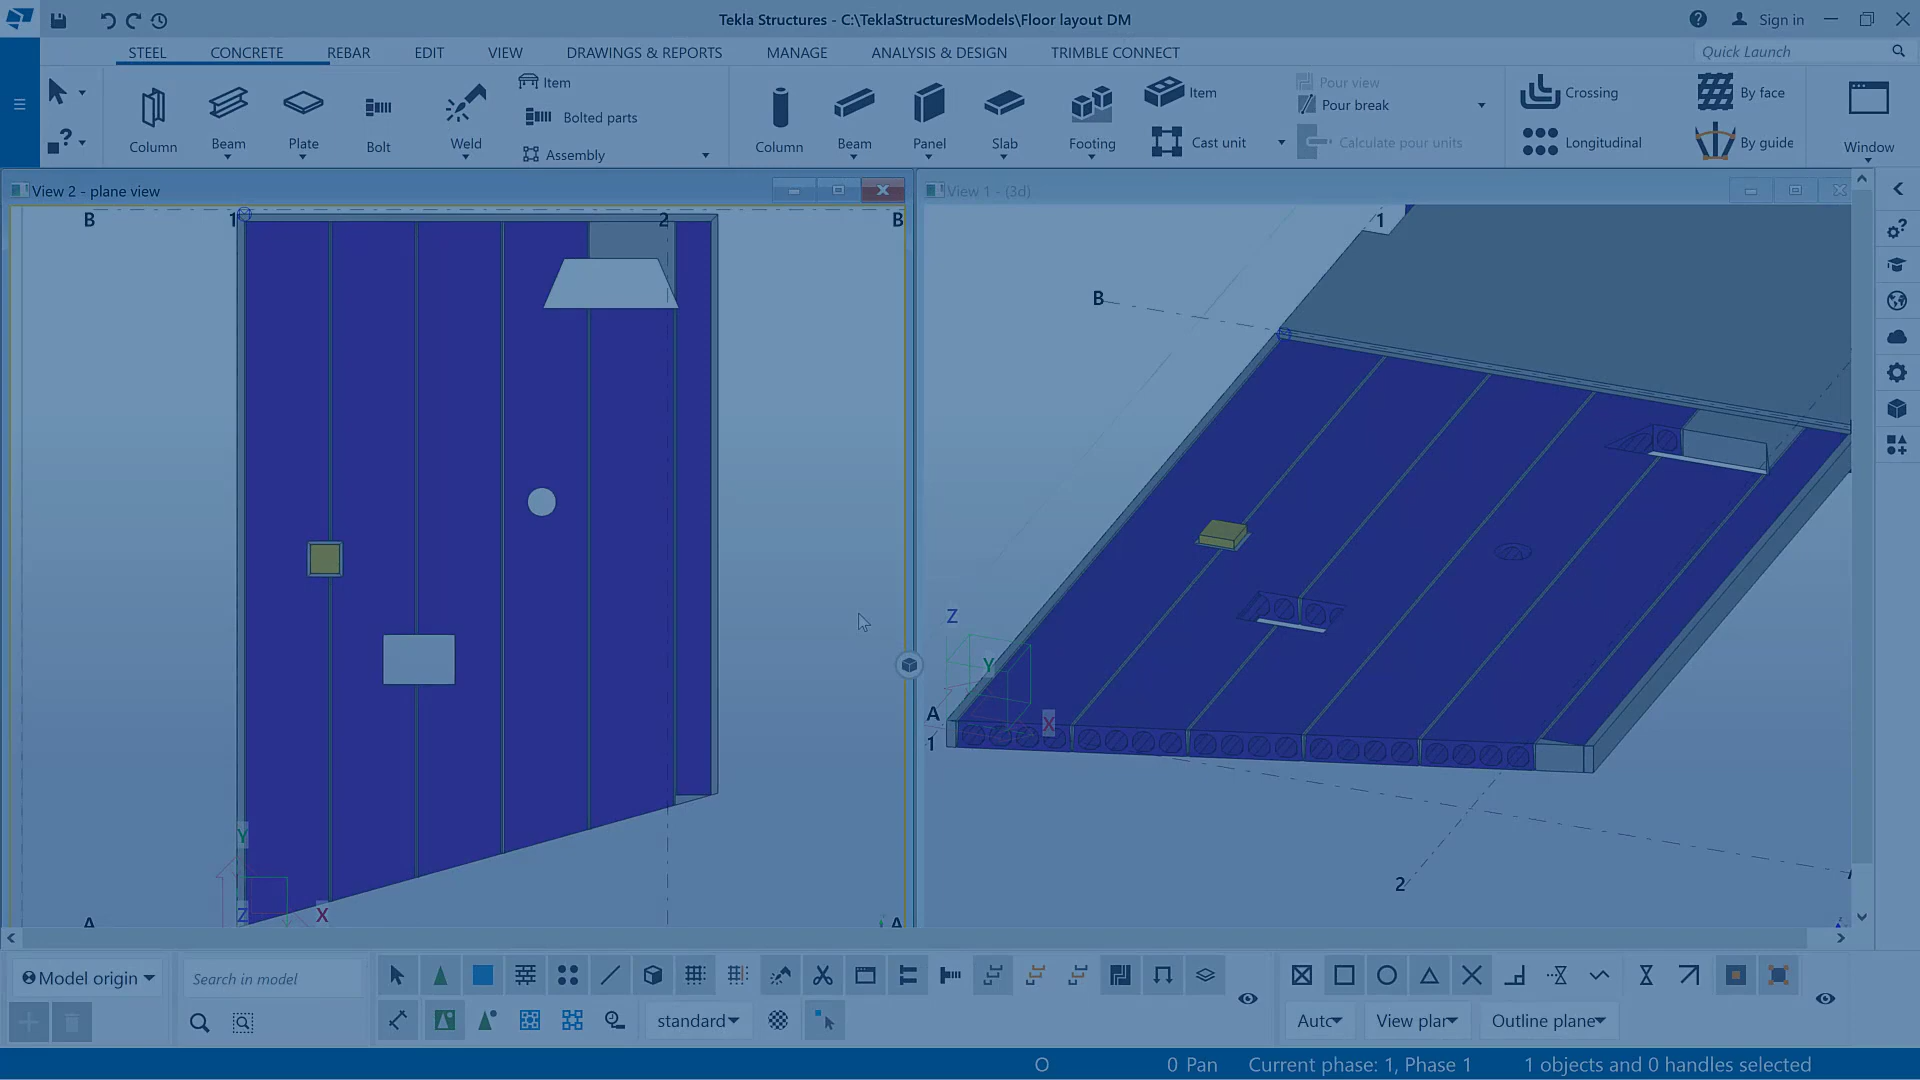 Tekla Structures - C:\TeklaStructuresModels\Floor layout DM
Sign in
STEEL CONCRETE REBAR EDIT VIEW DRAWINGS & REPORTS MANAGE ANALYSIS & DESIGN TRIMBLE CONNECT
Quick Launch
Column Beam Plate Bolt Weld
Item
Bolted parts
Assembly
Column Beam Panel Slab Footing
Item
Cast unit
Pour view
Pour break
Calculate pour units
Crossing
Longitudinal
By face
By guide
Window
View 2 - plane view
View 1 - (3d)
B 1 2 B
Y
Z X
A A
1
B
Z
Y
A X
1
2
Model origin
Search in model
standard
Auto
View plan
Outline plane
O 0 Pan Current phase: 1, Phase 1 1 objects and 0 handles selected